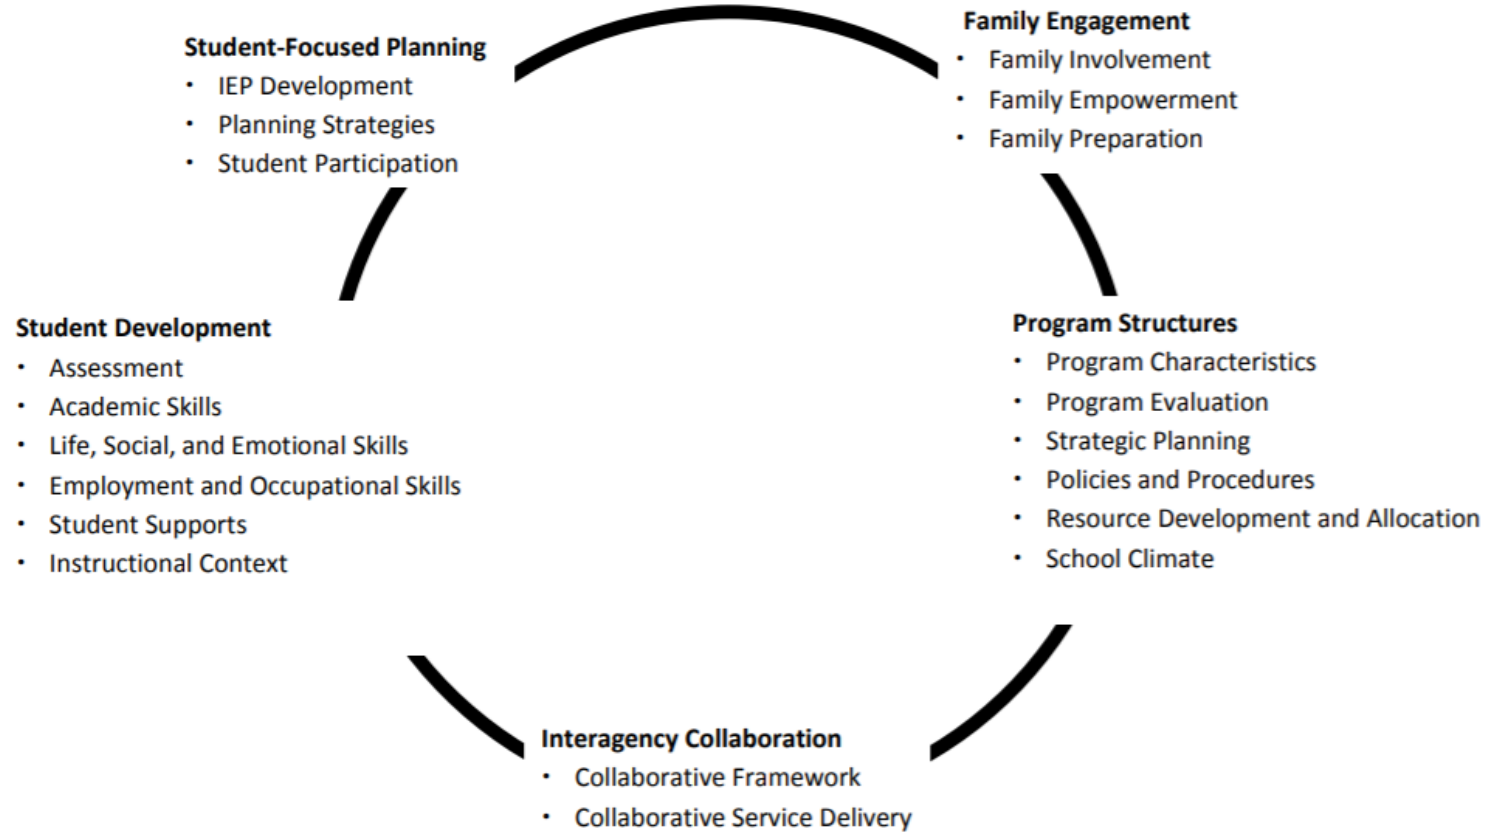 Student-Focused Planning
• IEP Development
• Planning Strategies
• Student Participation
Family Engagement
• Family Involvement
• Family Empowerment
• Family Preparation
Student Development
• Assessment
• Academic Skills
• Life, Social, and Emotional Skills
• Employment and Occupational Skills
• Student Supports
• Instructional Context
Program Structures
• Program Characteristics
• Program Evaluation
• Strategic Planning
• Policies and Procedures
• Resource Development and Allocation
• School Climate
Interagency Collaboration
• Collaborative Framework
• Collaborative Service Delivery